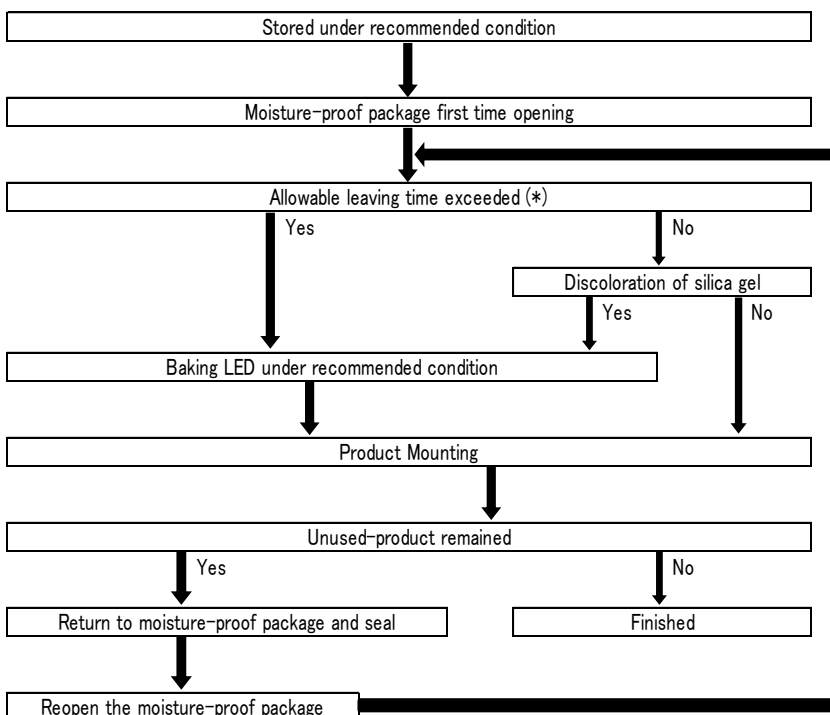 Stored under recommended condition
Moisture-proof package first time opening
Allowable leaving time exceeded (*)
Yes
No
Discoloration of silica gel
Yes
No
Baking LED under recommended condition
Product Mounting
Unused-product remained
Yes
No
Return to moisture-proof package and seal
Finished
Reopen the moisture-proof package